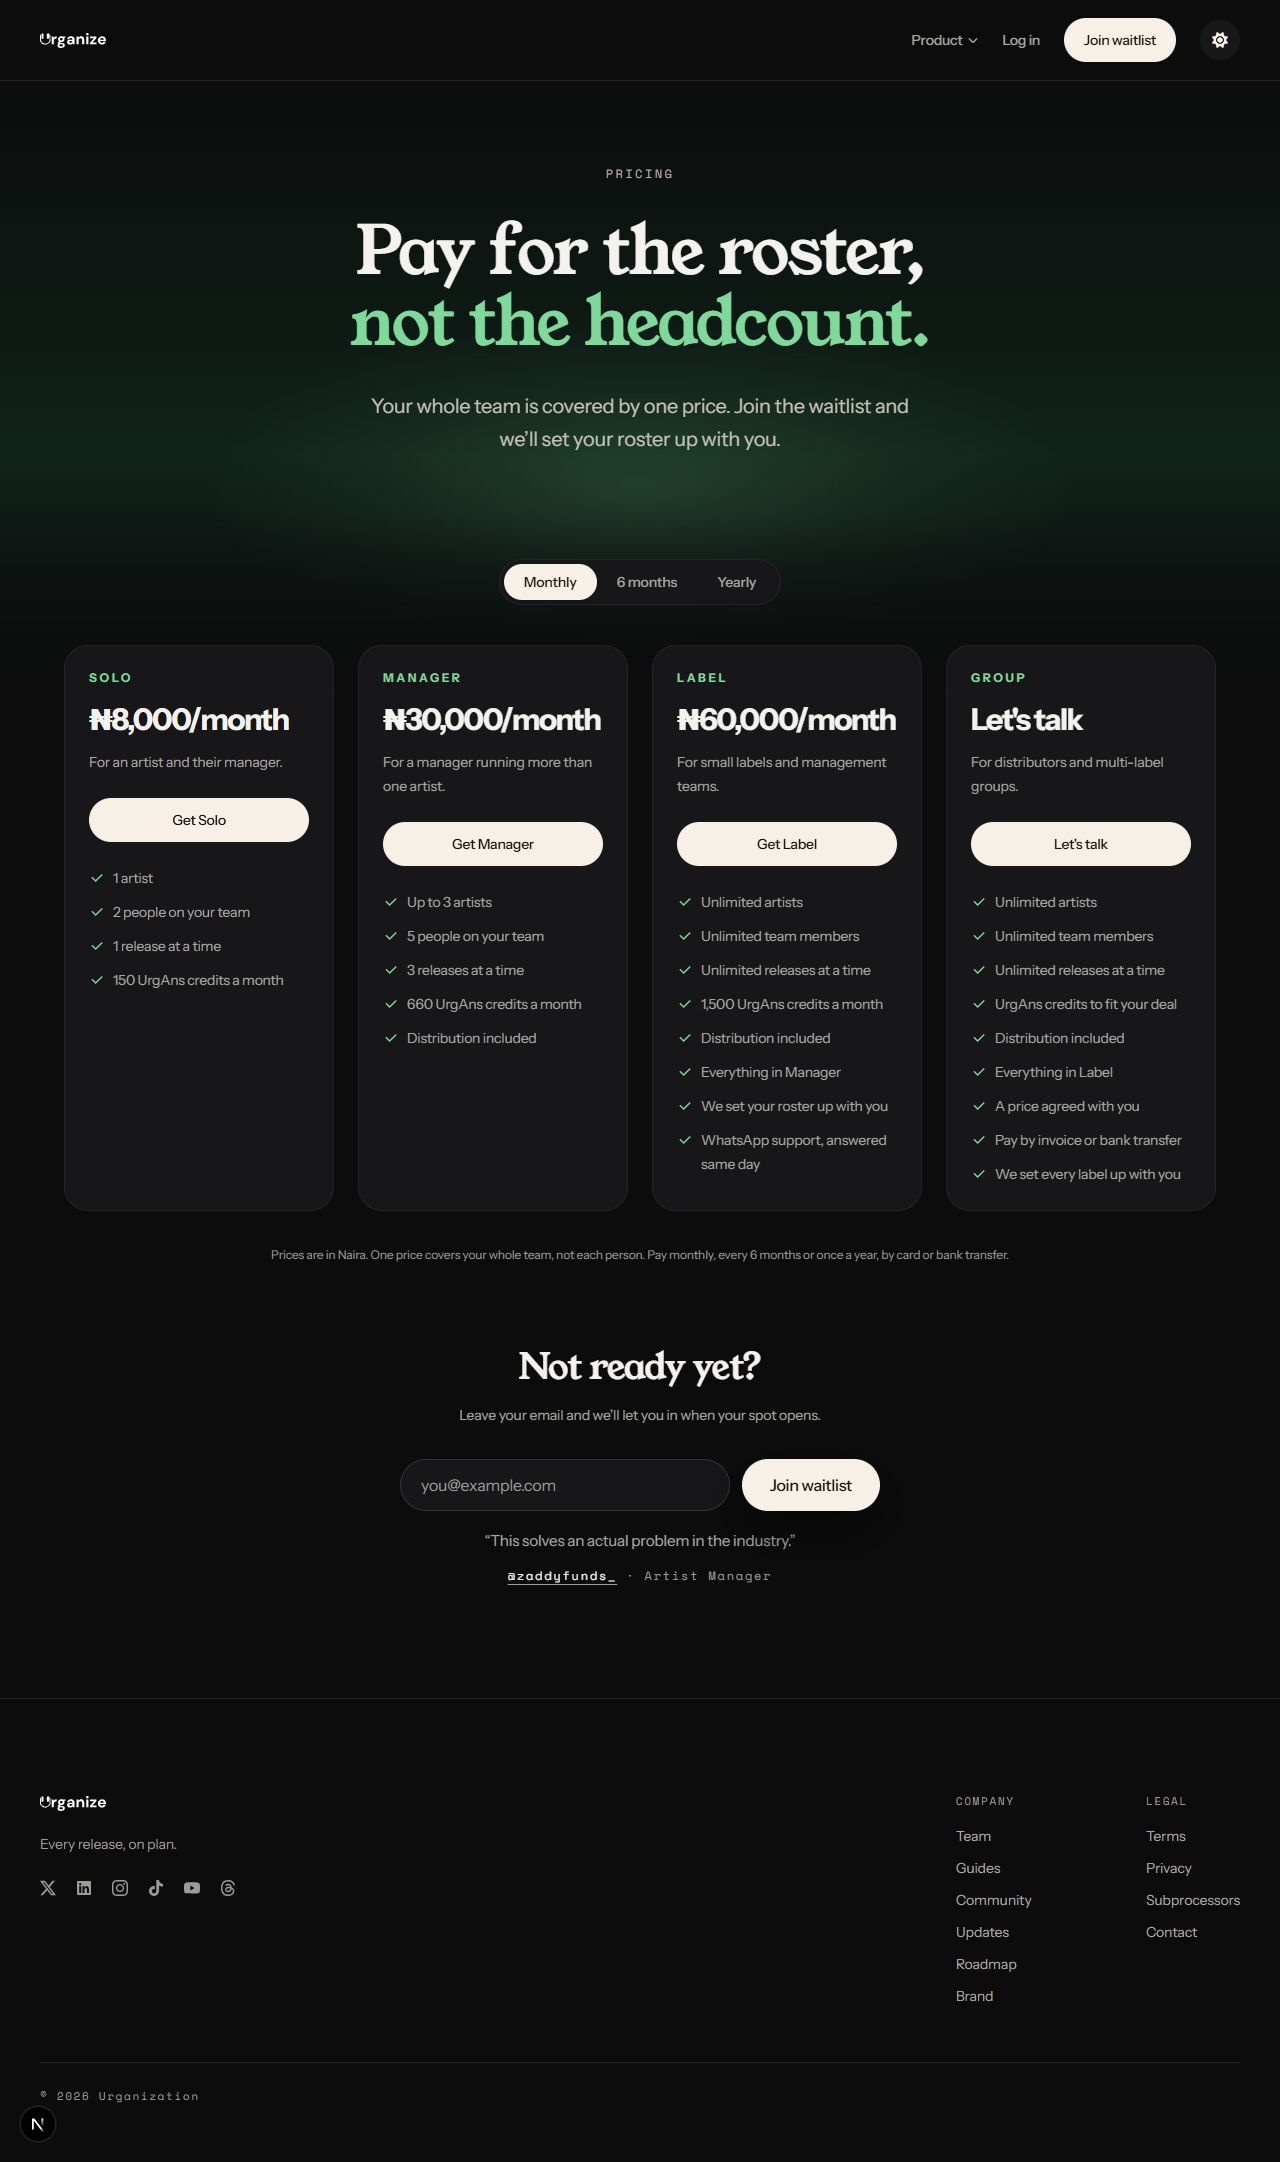 Urganize
Product
Log in
Join waitlist
PRICING
Pay for the roster,
not the headcount.
Your whole team is covered by one price. Join the waitlist and
we’ll set your roster up with you.
Monthly
6 months
Yearly
SOLO
₦8,000/month
For an artist and their manager.
Get Solo
1 artist
2 people on your team
1 release at a time
150 UrgAns credits a month
MANAGER
₦30,000/month
For a manager running more than
one artist.
Get Manager
Up to 3 artists
5 people on your team
3 releases at a time
660 UrgAns credits a month
Distribution included
LABEL
₦60,000/month
For small labels and management
teams.
Get Label
Unlimited artists
Unlimited team members
Unlimited releases at a time
1,500 UrgAns credits a month
Distribution included
Everything in Manager
We set your roster up with you
WhatsApp support, answered
same day
GROUP
Let's talk
For distributors and multi-label
groups.
Let's talk
Unlimited artists
Unlimited team members
Unlimited releases at a time
UrgAns credits to fit your deal
Distribution included
Everything in Label
A price agreed with you
Pay by invoice or bank transfer
We set every label up with you
Prices are in Naira. One price covers your whole team, not each person. Pay monthly, every 6 months or once a year, by card or bank transfer.
Not ready yet?
Leave your email and we’ll let you in when your spot opens.
you@example.com
Join waitlist
“This solves an actual problem in the industry.”
@zaddyfunds_ · Artist Manager
Urganize
Every release, on plan.
COMPANY
Team
Guides
Community
Updates
Roadmap
Brand
LEGAL
Terms
Privacy
Subprocessors
Contact
© 2026 Urganization
N